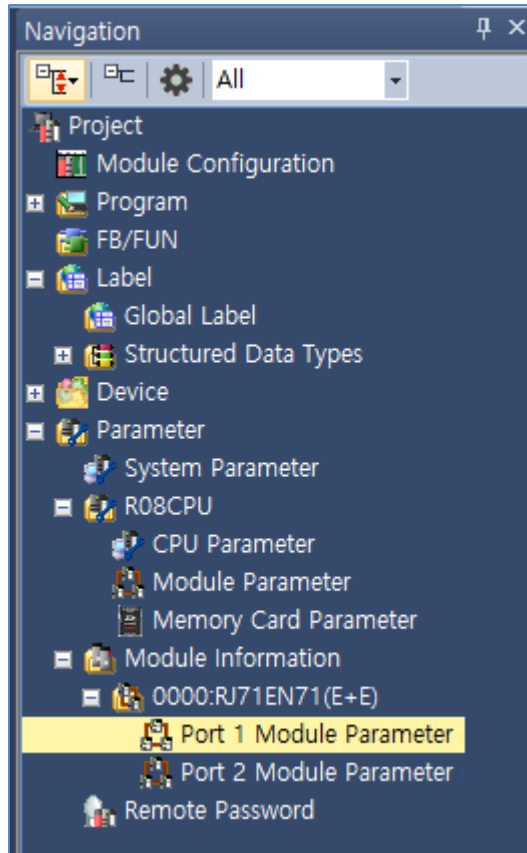 Navigation
All
Project
Module Configuration
Program
FB/FUN
Label
Global Label
Structured Data Types
Device
Parameter
System Parameter
R08CPU
CPU Parameter
Module Parameter
Memory Card Parameter
Module Information
0000:RJ71EN71(E+E)
Port 1 Module Parameter
Port 2 Module Parameter
Remote Password